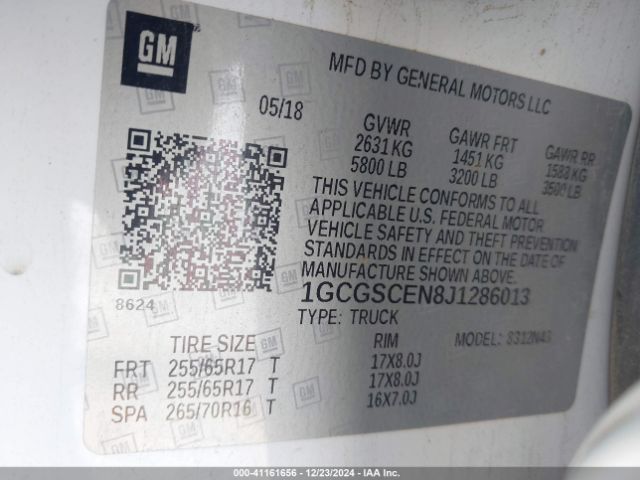 GM
MFD BY GENERAL MOTORS LLC
05/18
GVWR GAWR FRT GAWR RR
2631 KG 1451 KG 1588 KG
5800 LB 3200 LB 3500 LB
THIS VEHICLE CONFORMS TO ALL
APPLICABLE U.S. FEDERAL MOTOR
VEHICLE SAFETY AND THEFT PREVENTION
STANDARDS IN EFFECT ON THE DATE OF
MANUFACTURE SHOWN ABOVE.
8624
1GCGSCEN8J1286013
TYPE: TRUCK MODEL: 8312N43
TIRE SIZE RIM
FRT 255/65R17 T 17X8.0J
RR 255/65R17 T 17X8.0J
SPA 265/70R16 T 16X7.0J
000-41161656 - 12/23/2024 - IAA Inc.